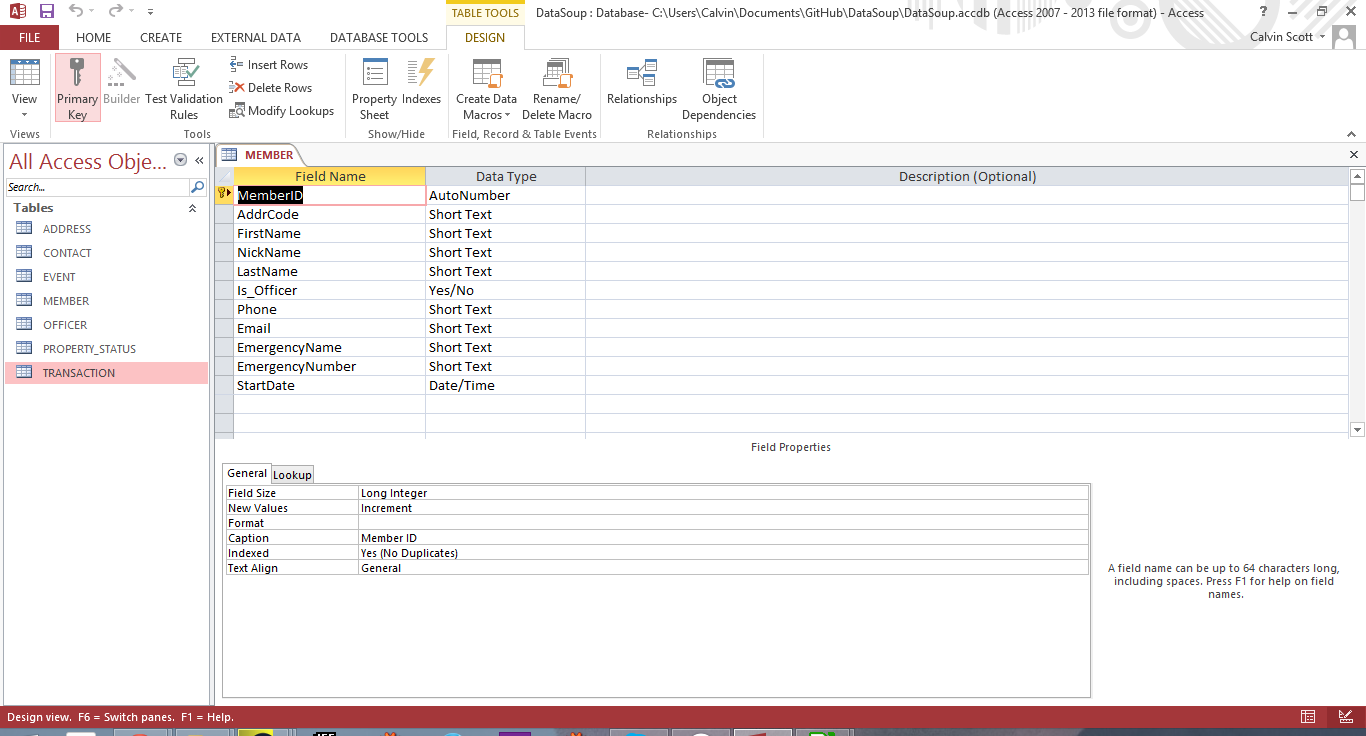 TABLE TOOLS
DataSoup : Database- C:\Users\Calvin\Documents\GitHub\DataSoup\DataSoup.accdb (Access 2007 - 2013 file format) - Access
FILE HOME CREATE EXTERNAL DATA DATABASE TOOLS DESIGN
Calvin Scott
View
Primary Key
Builder
Test Validation Rules
Insert Rows
Delete Rows
Modify Lookups
Property Sheet
Indexes
Create Data Macros
Rename/ Delete Macro
Relationships
Object Dependencies
Views Tools Show/Hide Field, Record & Table Events Relationships
All Access Obje...
Search...
Tables
ADDRESS
CONTACT
EVENT
MEMBER
OFFICER
PROPERTY_STATUS
TRANSACTION
MEMBER
Field Name Data Type Description (Optional)
MemberID AutoNumber
AddrCode Short Text
FirstName Short Text
NickName Short Text
LastName Short Text
Is_Officer Yes/No
Phone Short Text
Email Short Text
EmergencyName Short Text
EmergencyNumber Short Text
StartDate Date/Time
Field Properties
General Lookup
Field Size Long Integer
New Values Increment
Format
Caption Member ID
Indexed Yes (No Duplicates)
Text Align General
A field name can be up to 64 characters long,
including spaces. Press F1 for help on field
names.
Design view. F6 = Switch panes. F1 = Help.